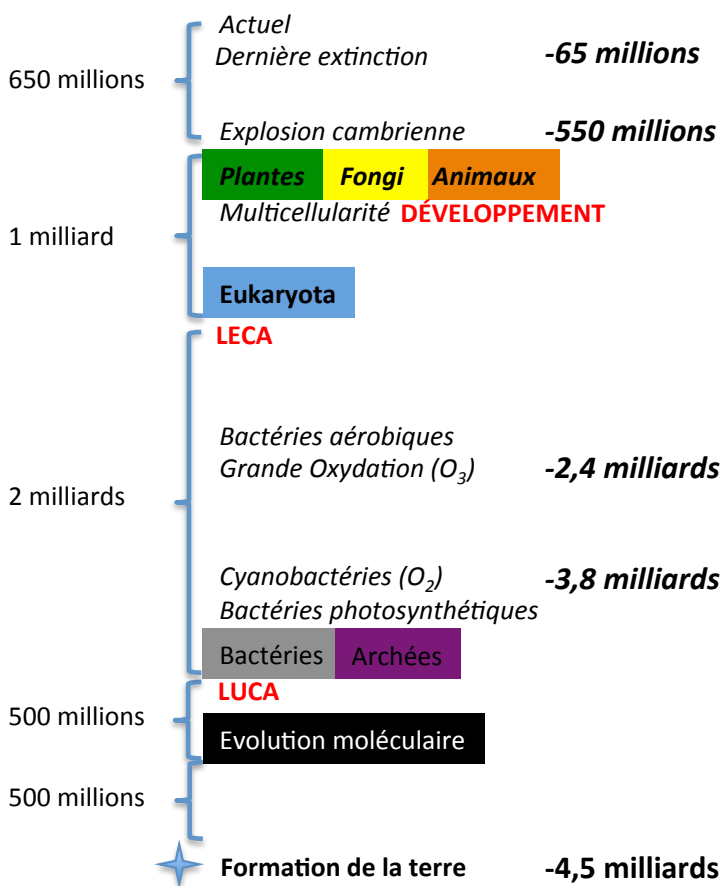 Actuel
Dernière extinction -65 millions
650 millions
Explosion cambrienne -550 millions
Plantes Fongi Animaux
Multicellularité DÉVELOPPEMENT
1 milliard
Eukaryota
LECA
Bactéries aérobiques
Grande Oxydation (O3) -2,4 milliards
2 milliards
Cyanobactéries (O2) -3,8 milliards
Bactéries photosynthétiques
Bactéries Archées
LUCA
500 millions
Evolution moléculaire
500 millions
Formation de la terre -4,5 milliards